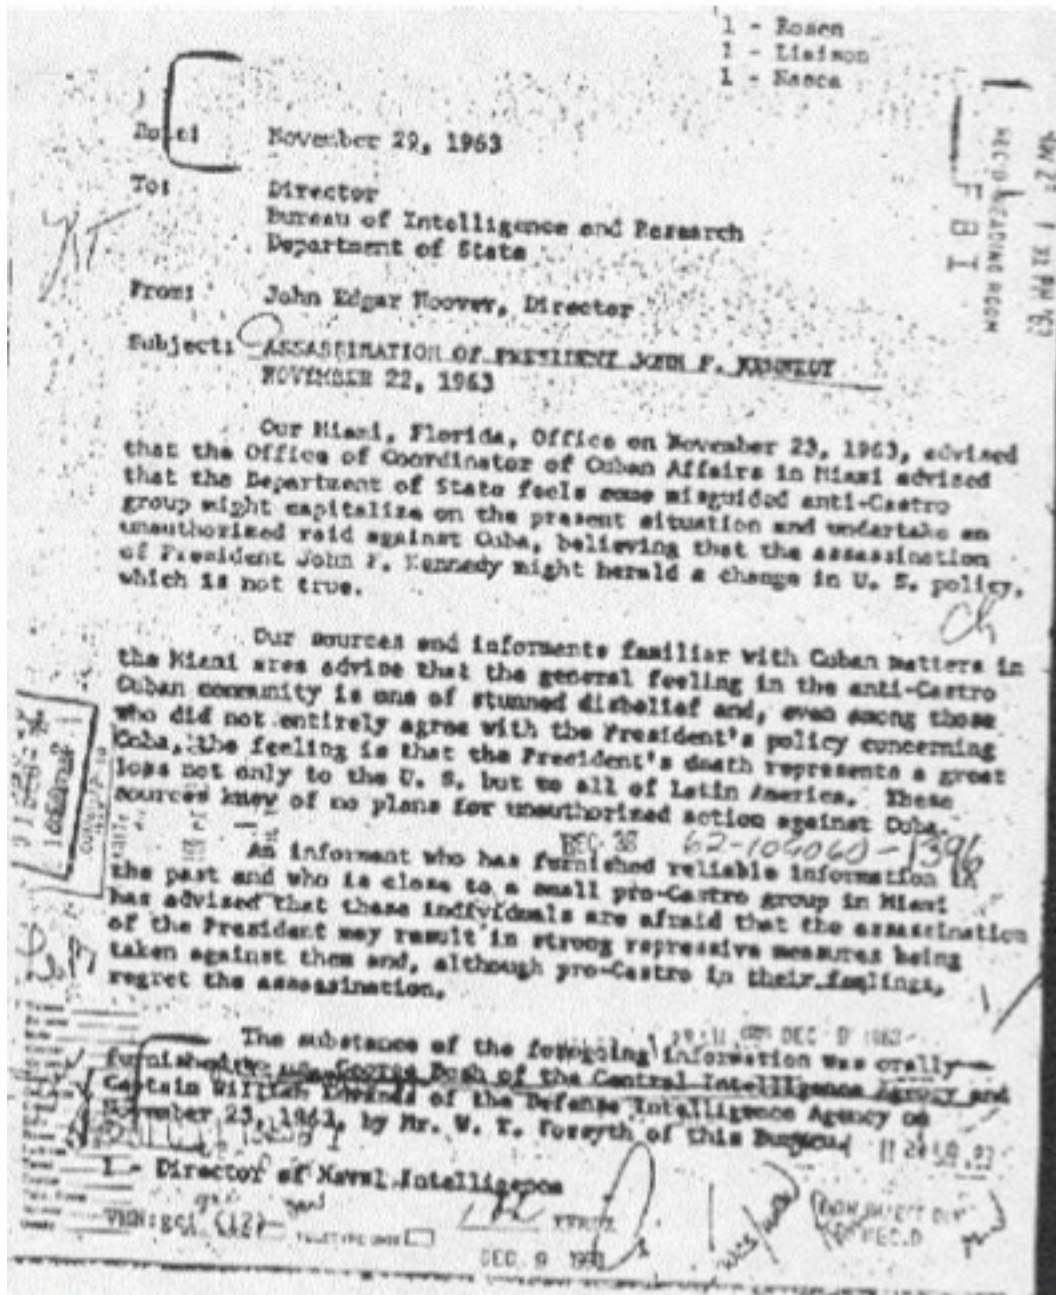 1 - Rosen
1 - Liaison
1 - Nasca
Date: November 29, 1963
To: Director
Bureau of Intelligence and Research
Department of State
From: John Edgar Hoover, Director
Subject: ASSASSINATION OF PRESIDENT JOHN F. KENNEDY
NOVEMBER 22, 1963
REC'D READING ROOM
F B I
Our Miami, Florida, Office on November 23, 1963, advised
that the Office of Coordinator of Cuban Affairs in Miami advised
that the Department of State feels some misguided anti-Castro
group might capitalize on the present situation and undertake an
unauthorized raid against Cuba, believing that the assassination
of President John F. Kennedy might herald a change in U. S. policy,
which is not true.
Our sources and informants familiar with Cuban matters in
the Miami area advise that the general feeling in the anti-Castro
Cuban community is one of stunned disbelief and, even among those
who did not entirely agree with the President's policy concerning
Cuba, the feeling is that the President's death represents a great
loss not only to the U. S. but to all of Latin America. These
sources know of no plans for unauthorized action against Cuba.
62-109060-1396
An informant who has furnished reliable information in
the past and who is close to a small pro-Castro group in Miami
has advised that these individuals are afraid that the assassination
of the President may result in strong repressive measures being
taken against them and, although pro-Castro in their feelings,
regret the assassination.
The substance of the foregoing information was orally
furnished to George Bush of the Central Intelligence Agency and
Captain William Edwards of the Defense Intelligence Agency on
November 23, 1963, by Mr. W. T. Forsyth of this Bureau.
1 - Director of Naval Intelligence
VHN:gci (12)
TELETYPE UNIT
DEC 9